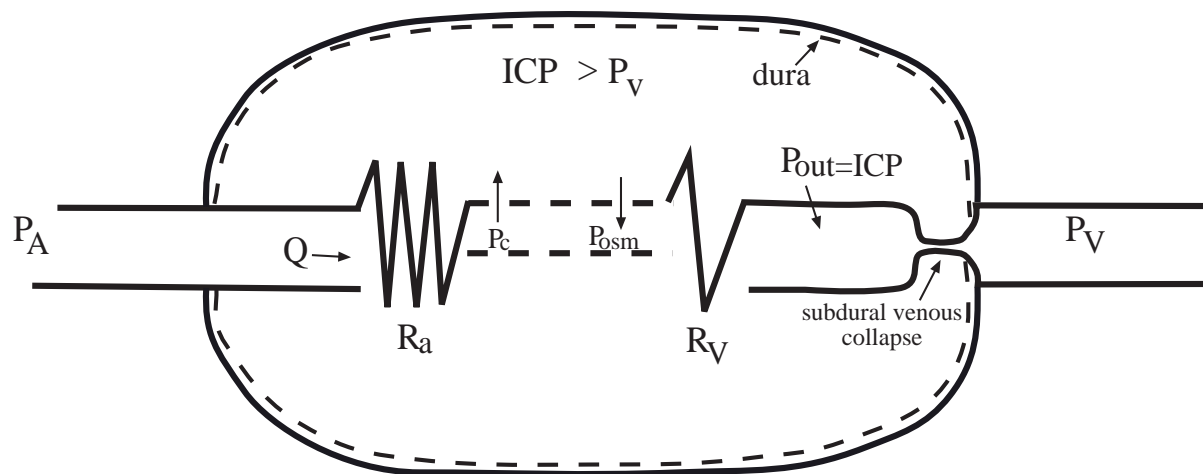 ICP > Pv
dura
Pout=ICP
PA
Q
Pc
Posm
PV
Ra
RV
subdural venous
collapse